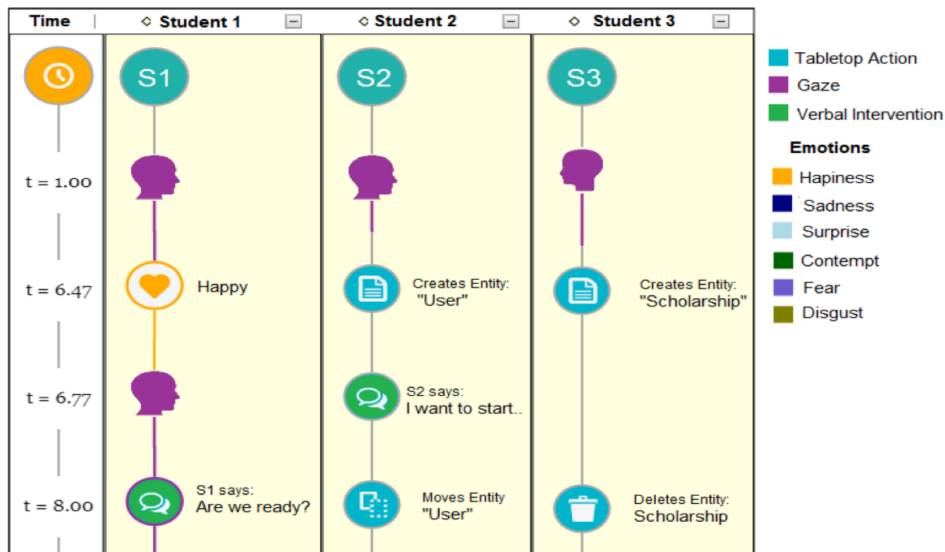 Time Student 1 Student 2 Student 3
S1 S2 S3
Tabletop Action
Gaze
Verbal Intervention
Emotions
Hapiness
Sadness
Surprise
Contempt
Fear
Disgust
t = 1.00
t = 6.47
Happy
Creates Entity:
"User"
Creates Entity:
"Scholarship"
t = 6.77
S2 says:
I want to start..
t = 8.00
S1 says:
Are we ready?
Moves Entity
"User"
Deletes Entity:
Scholarship